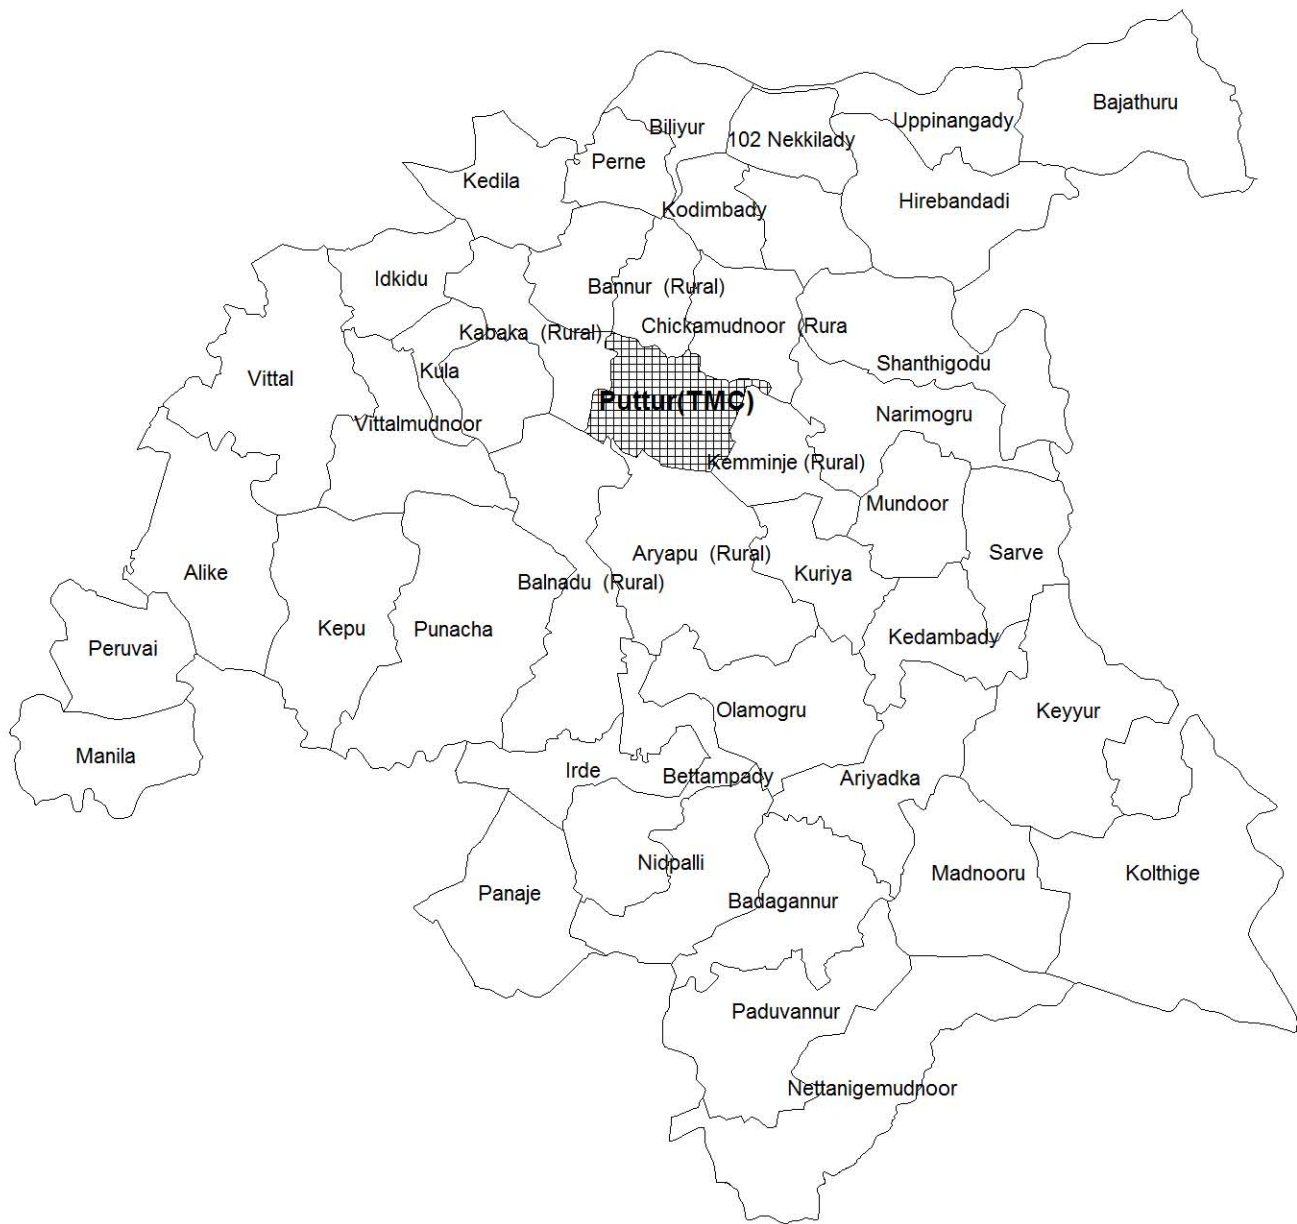 Bajathuru
Uppinangady
Biliyur
102 Nekkilady
Perne
Kedila
Hirebandadi
Kodimbady
Idkidu
Bannur (Rural)
Chickamudnoor (Rura
Kabaka (Rural)
Shanthigodu
Kula
Vittal
Puttur(TMC)
Narimogru
Vittalmudnoor
Kemminje (Rural)
Mundoor
Aryapu (Rural)
Sarve
Alike
Kuriya
Balnadu (Rural)
Kepu
Punacha
Kedambady
Peruvai
Olamogru
Keyyur
Manila
Irde
Bettampady
Ariyadka
Nidpalli
Madnooru
Kolthige
Panaje
Badagannur
Paduvannur
Nettanigemudnoor